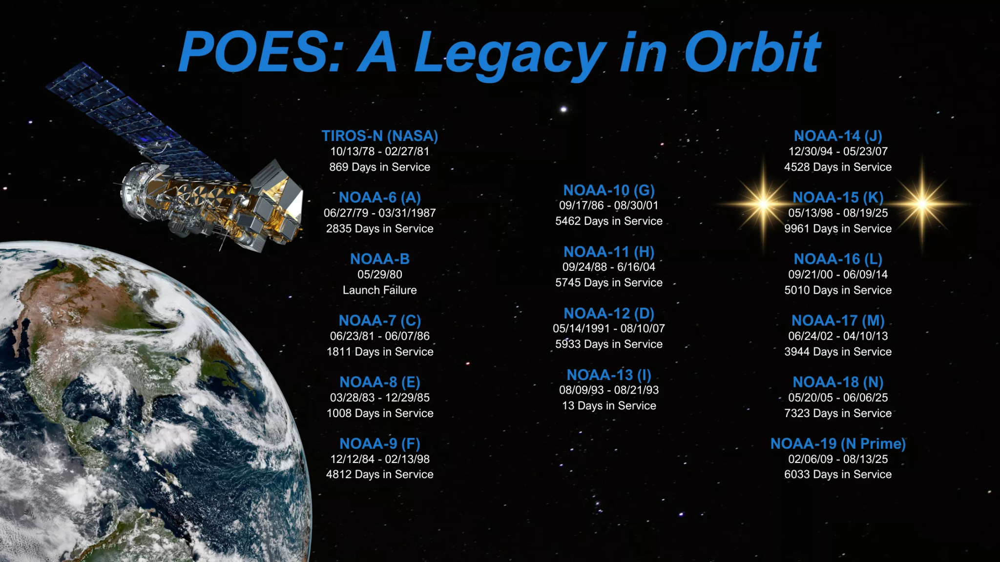 POES: A Legacy in Orbit
TIROS-N (NASA)
10/13/78 - 02/27/81
869 Days in Service
NOAA-6 (A)
06/27/79 - 03/31/1987
2835 Days in Service
NOAA-B
05/29/80
Launch Failure
NOAA-7 (C)
06/23/81 - 06/07/86
1811 Days in Service
NOAA-8 (E)
03/28/83 - 12/29/85
1008 Days in Service
NOAA-9 (F)
12/12/84 - 02/13/98
4812 Days in Service
NOAA-10 (G)
09/17/86 - 08/30/01
5462 Days in Service
NOAA-11 (H)
09/24/88 - 6/16/04
5745 Days in Service
NOAA-12 (D)
05/14/1991 - 08/10/07
5933 Days in Service
NOAA-13 (I)
08/09/93 - 08/21/93
13 Days in Service
NOAA-14 (J)
12/30/94 - 05/23/07
4528 Days in Service
NOAA-15 (K)
05/13/98 - 08/19/25
9961 Days in Service
NOAA-16 (L)
09/21/00 - 06/09/14
5010 Days in Service
NOAA-17 (M)
06/24/02 - 04/10/13
3944 Days in Service
NOAA-18 (N)
05/20/05 - 06/06/25
7323 Days in Service
NOAA-19 (N Prime)
02/06/09 - 08/13/25
6033 Days in Service